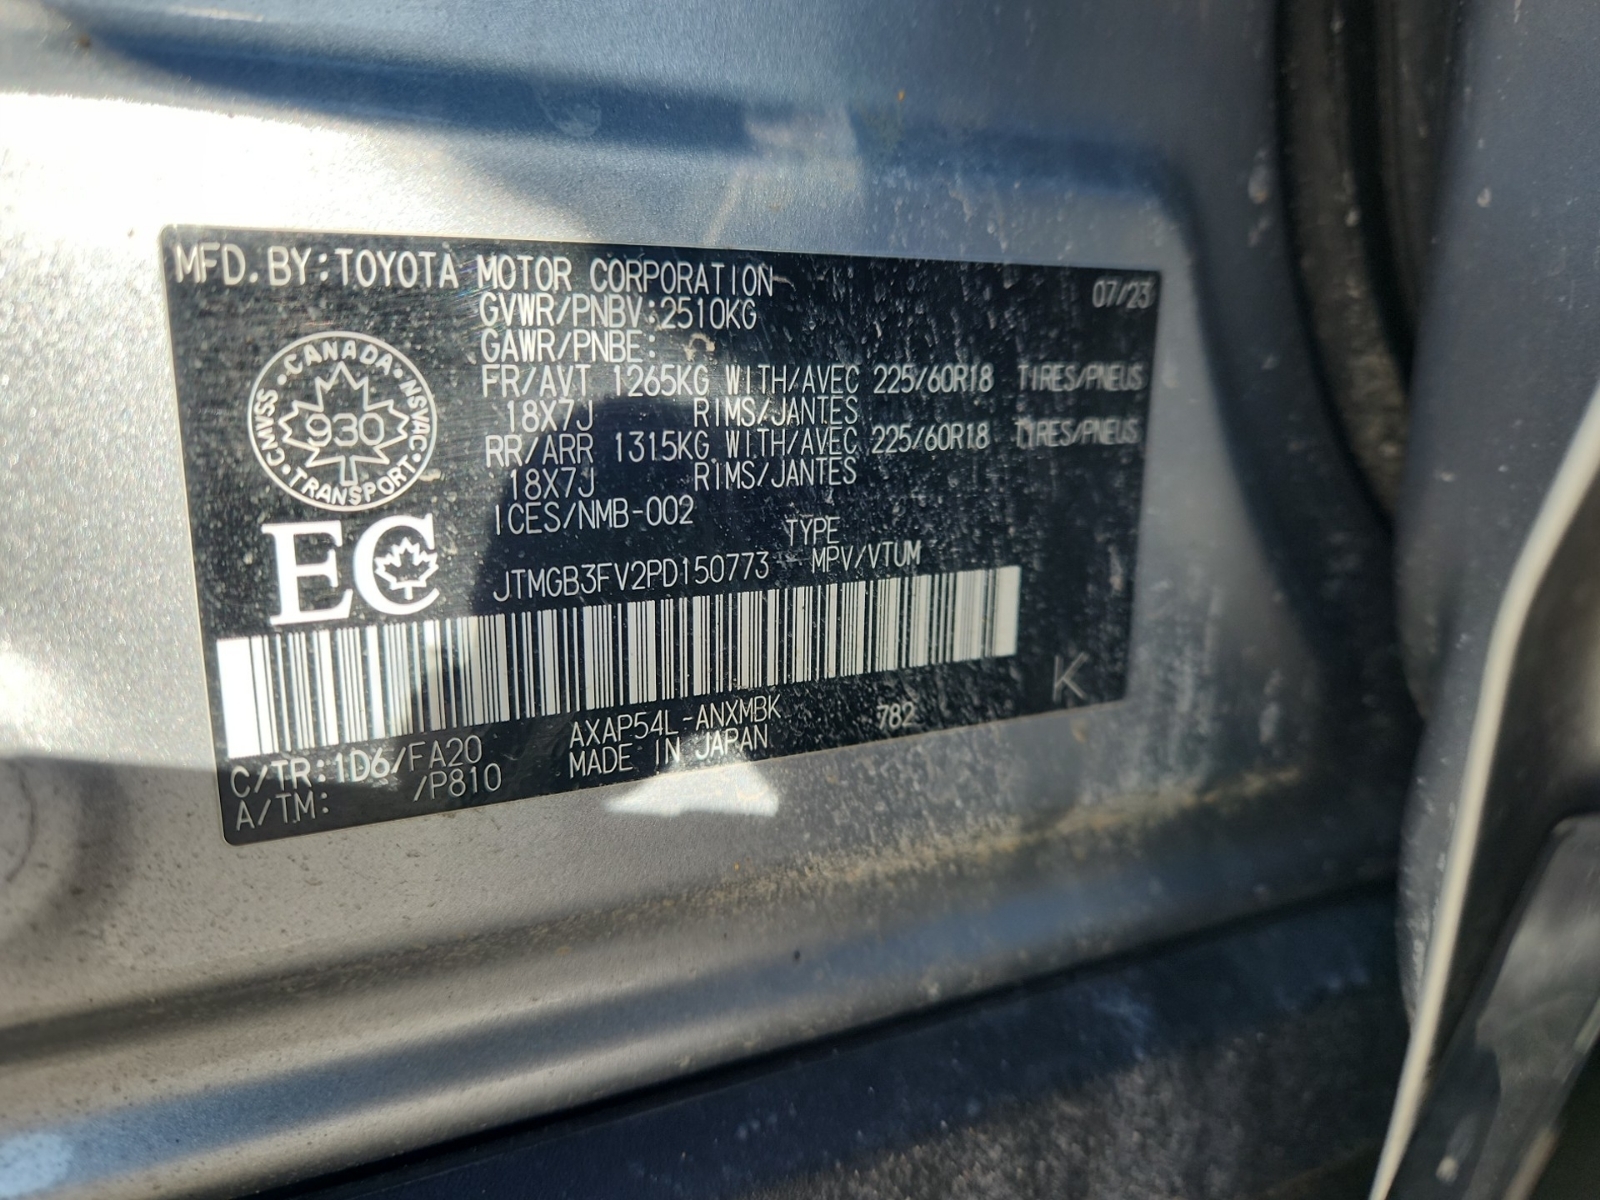 MFD.BY:TOYOTA MOTOR CORPORATION 07/23
GVWR/PNBV:2510KG
GAWR/PNBE:
FR/AVT 1265KG WITH/AVEC 225/60R18 TIRES/PNEUS
18X7J RIMS/JANTES
RR/ARR 1315KG WITH/AVEC 225/60R18 TIRES/PNEUS
18X7J RIMS/JANTES
ICES/NMB-002
CANADA · NSVAC · TRANSPORT · CMVSS ·
930
EC
TYPE
JTMGB3FV2PD150773 MPV/VTUM
K
AXAP54L-ANXMBK 782
C/TR:1D6/FA20 MADE IN JAPAN
A/TM: /P810